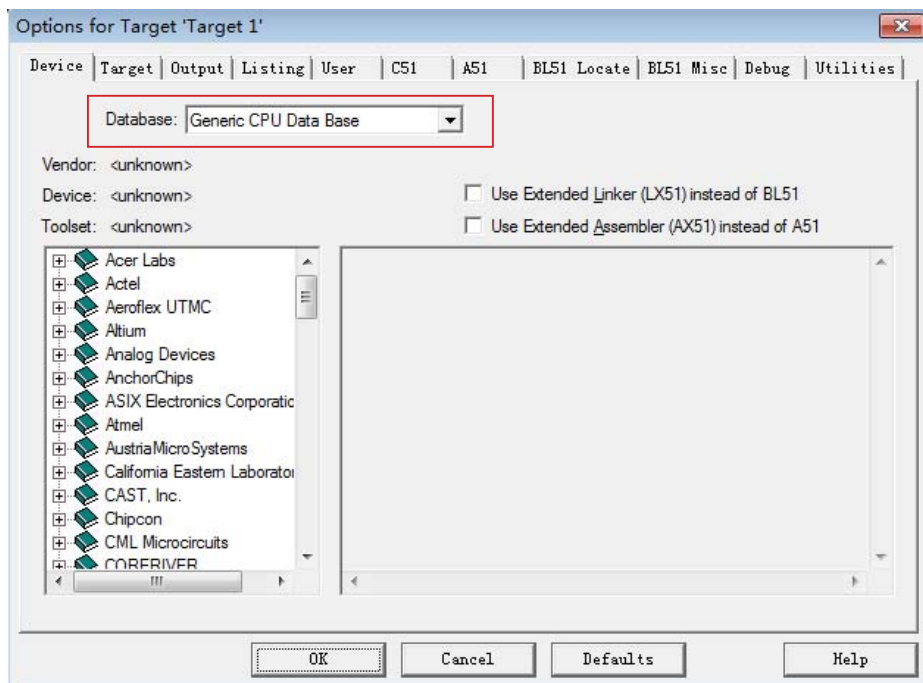 Options for Target 'Target 1'
Device Target Output Listing User C51 A51 BL51 Locate BL51 Misc Debug Utilities
Database: Generic CPU Data Base
Vendor: <unknown>
Device: <unknown>
Use Extended Linker (LX51) instead of BL51
Toolset: <unknown>
Use Extended Assembler (AX51) instead of A51
Acer Labs
Actel
Aeroflex UTMC
Altium
Analog Devices
AnchorChips
ASIX Electronics Corporatic
Atmel
AustriaMicroSystems
California Eastern Laborator
CAST, Inc.
Chipcon
CML Microcircuits
CORERIVER
OK Cancel Defaults Help